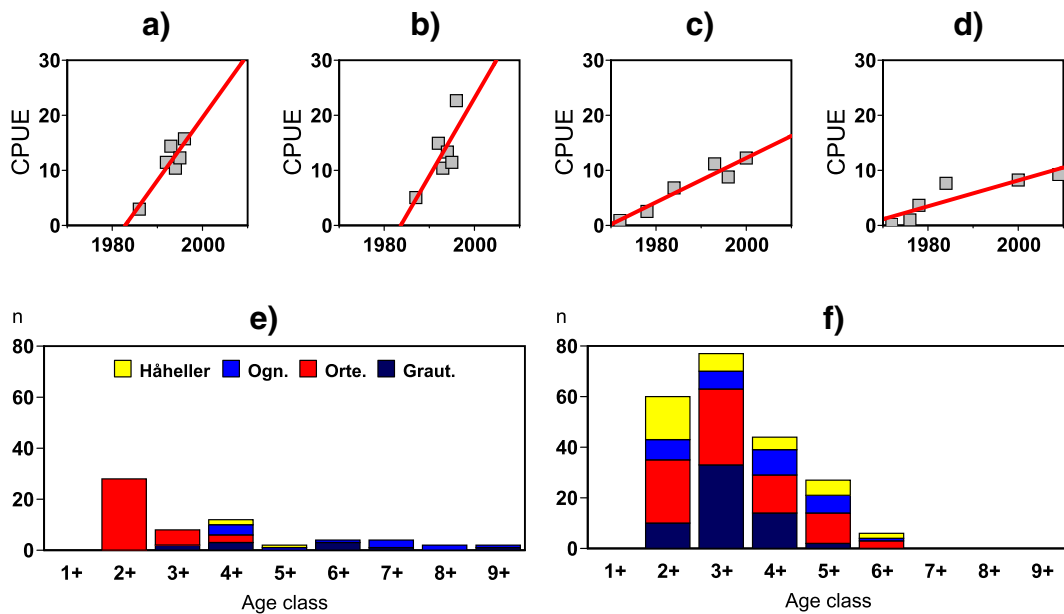 a) b) c) d)
30 30 30 30
20 20 20 20
10 10 10 10
0 0 0 0
CPUE CPUE CPUE CPUE
1980 2000 1980 2000 1980 2000 1980 2000
n e) n f)
80 80
60 60
40 40
20 20
0 0
Håheller Ogn. Orte. Graut.
1+ 2+ 3+ 4+ 5+ 6+ 7+ 8+ 9+ 1+ 2+ 3+ 4+ 5+ 6+ 7+ 8+ 9+
Age class Age class